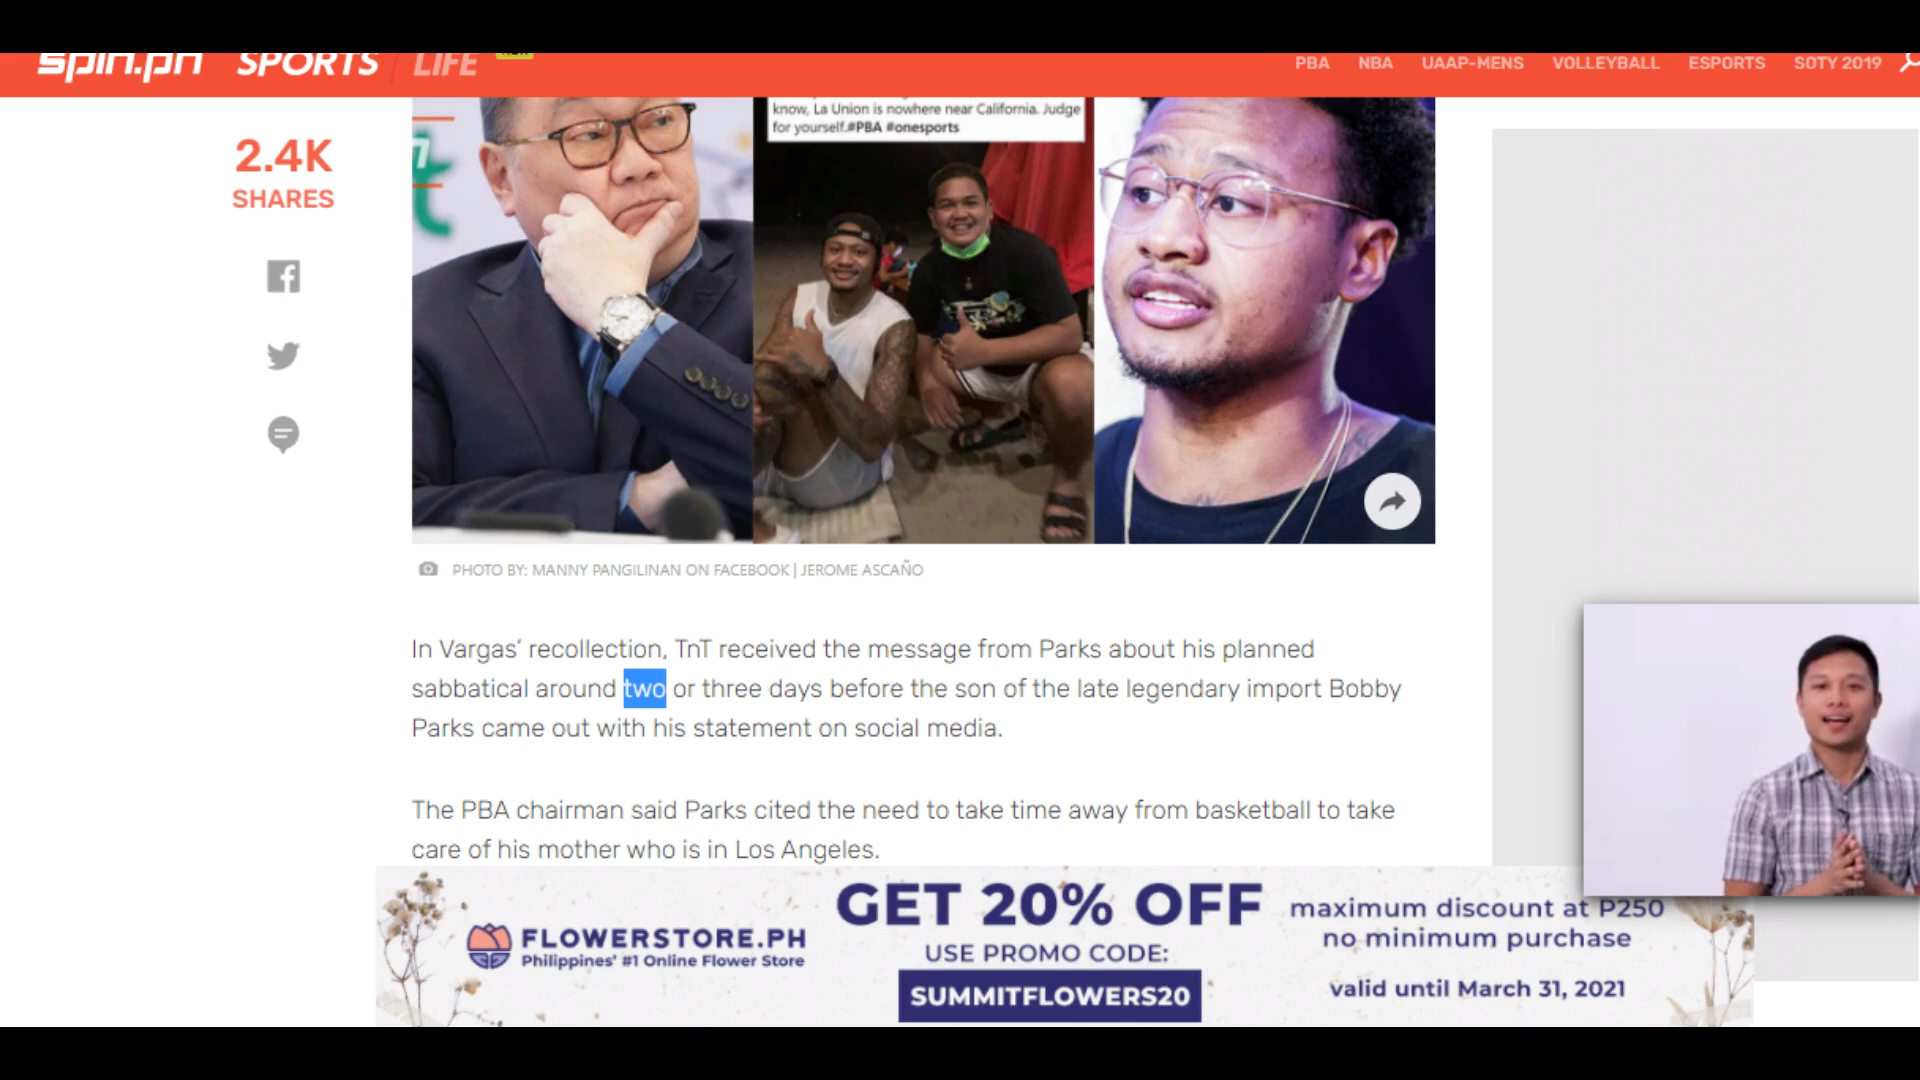 spin.ph SPORTS LIFE
PBA NBA UAAP-MENS VOLLEYBALL ESPORTS SOTY 2019
2.4K
SHARES
know, La Union is nowhere near California. Judge
for yourself.#PBA #onesports
PHOTO BY: MANNY PANGILINAN ON FACEBOOK | JEROME ASCAÑO
In Vargas' recollection, TnT received the message from Parks about his planned
sabbatical around two or three days before the son of the late legendary import Bobby
Parks came out with his statement on social media.
The PBA chairman said Parks cited the need to take time away from basketball to take
care of his mother who is in Los Angeles.
FLOWERSTORE.PH
Philippines' #1 Online Flower Store
GET 20% OFF
USE PROMO CODE:
SUMMITFLOWERS20
maximum discount at P250
no minimum purchase
valid until March 31, 2021